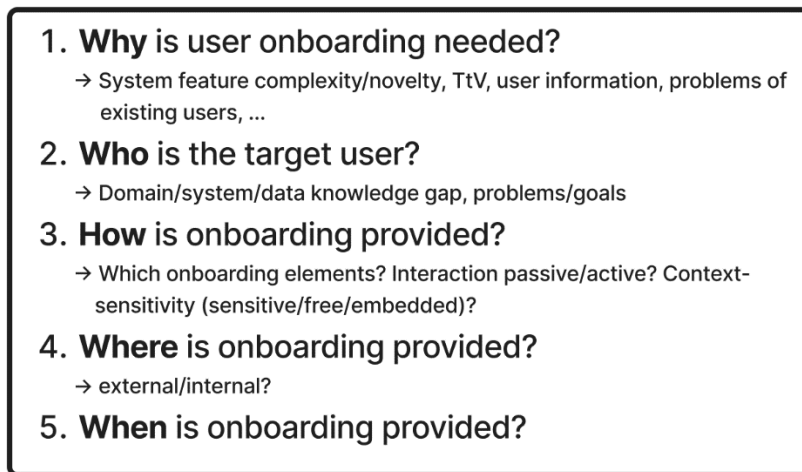 1. Why is user onboarding needed?
→ System feature complexity/novelty, TtV, user information, problems of
existing users, ...
2. Who is the target user?
→ Domain/system/data knowledge gap, problems/goals
3. How is onboarding provided?
→ Which onboarding elements? Interaction passive/active? Context-
sensitivity (sensitive/free/embedded)?
4. Where is onboarding provided?
→ external/internal?
5. When is onboarding provided?